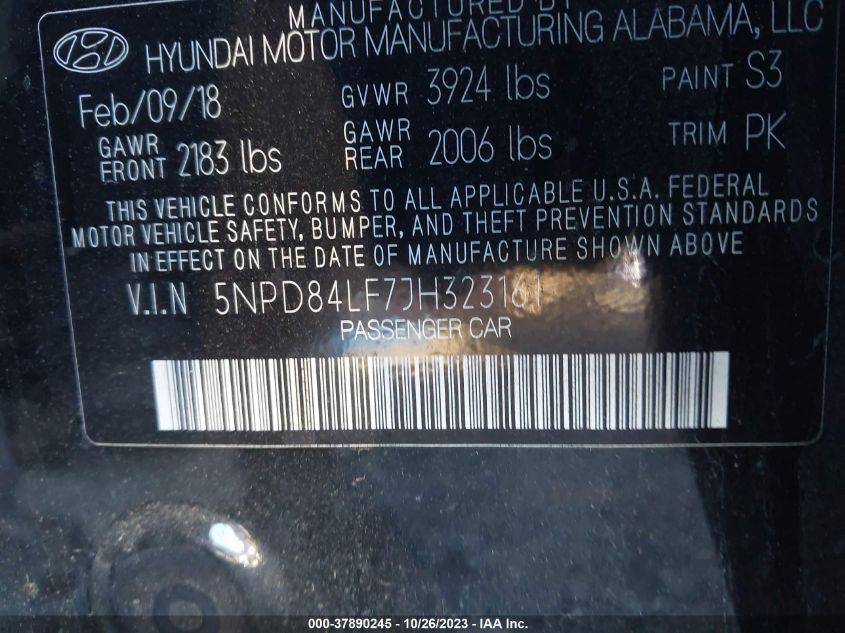 MANUFACTURED BY
HYUNDAI MOTOR MANUFACTURING ALABAMA, LLC
Feb/09/18 GVWR 3924 lbs PAINT S3
GAWR FRONT 2183 lbs GAWR REAR 2006 lbs TRIM PK
THIS VEHICLE CONFORMS TO ALL APPLICABLE U.S.A. FEDERAL
MOTOR VEHICLE SAFETY, BUMPER, AND THEFT PREVENTION STANDARDS
IN EFFECT ON THE DATE OF MANUFACTURE SHOWN ABOVE
V.I.N 5NPD84LF7JH323161
PASSENGER CAR
000-37890245 - 10/26/2023 - IAA Inc.